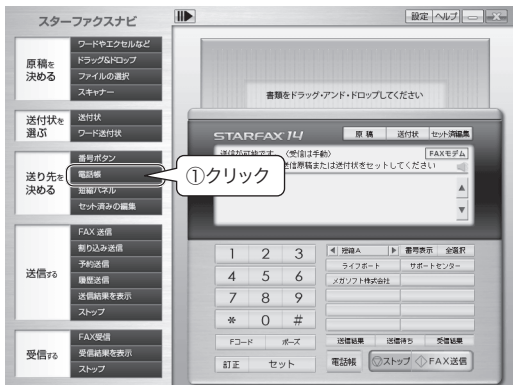 スターファクスナビ
設定 ヘルプ
原稿を
決める
ワードやエクセルなど
ドラッグ&ドロップ
ファイルの選択
スキャナー
送付状を
選ぶ
送付状
ワード送付状
送り先を
決める
番号ボタン
電話帳
短縮パネル
セット済みの編集
送信する
FAX 送信
割り込み送信
予約送信
履歴送信
送信結果を表示
ストップ
受信する
FAX受信
受信結果を表示
ストップ
①クリック
書類をドラッグ・アンド・ドロップしてください
STARFAX 14
原稿 送付状 セット済編集
送信が可能です。 (受信は手動)
FAXモデム
送信原稿または送付状をセットしてください
1 2 3
4 5 6
7 8 9
* 0 #
Fコード ポーズ
訂正 セット
短縮A 番号表示 全選択
ライフボート サポートセンター
メガソフト株式会社
送信結果 送信待ち 受信結果
電話帳 ストップ FAX送信